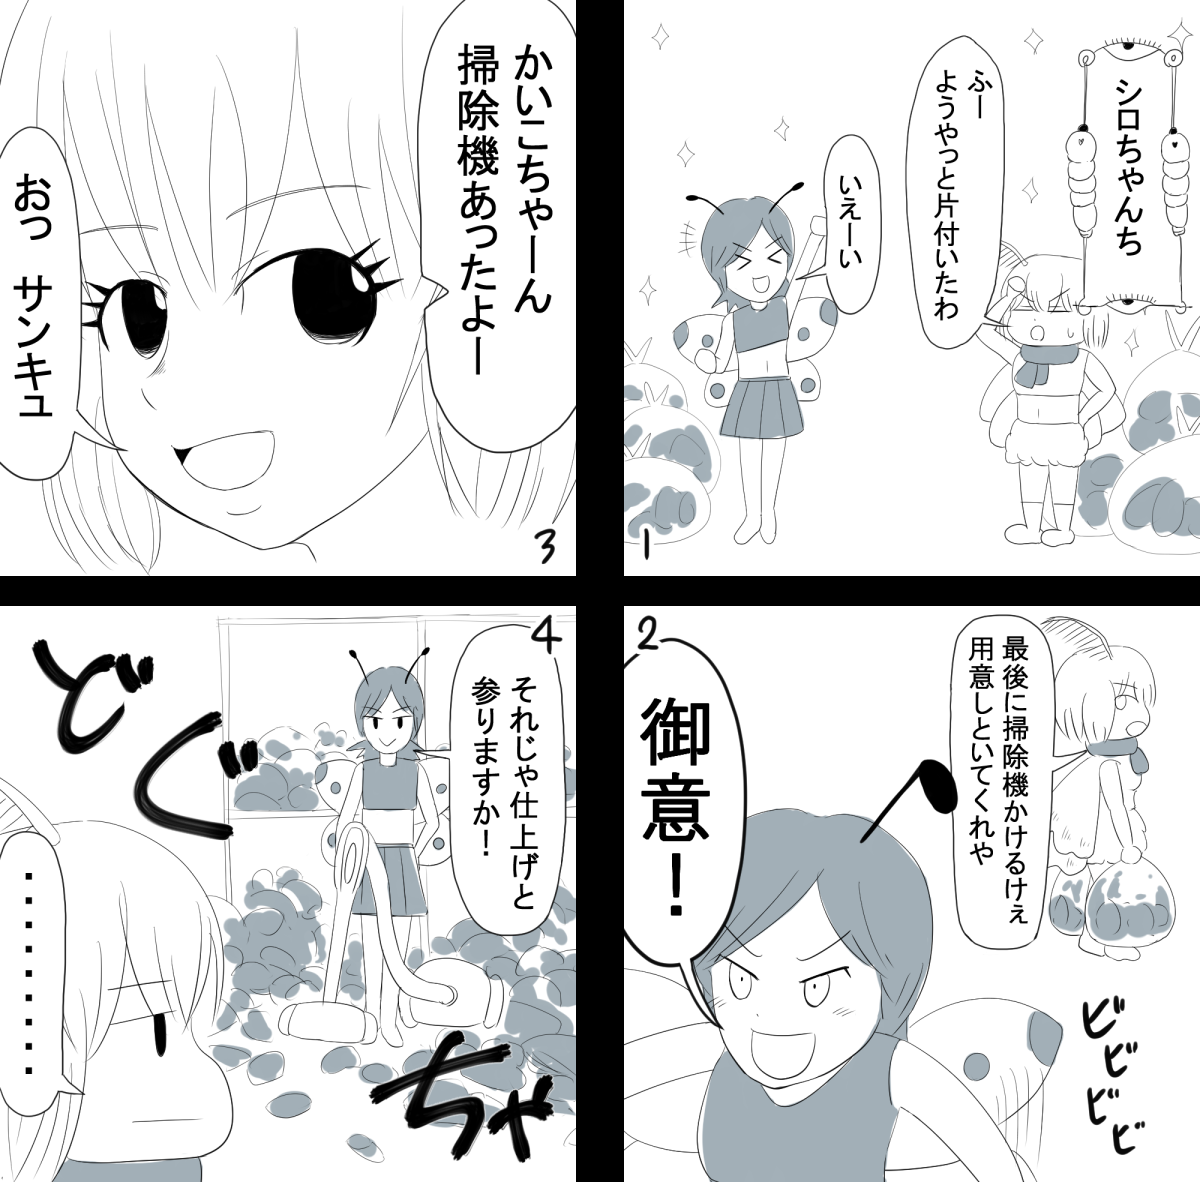 シロちゃんち
ふー
ようやっと片付いたわ
いえーい
1
2
最後に掃除機かけるけぇ
用意しといてくれや
御意！
ビビビビ
かいこちゃーん
掃除機あったよー
おっ　サンキュ
3
4
それじゃ仕上げと
参りますか！
どぐ
ちゃ
・・・・・・・・・